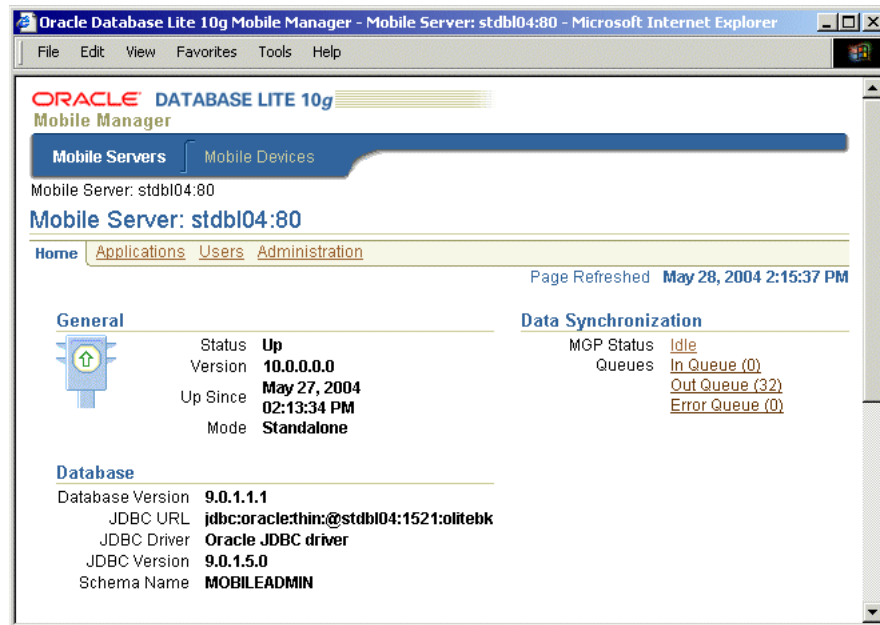 Oracle Database Lite 10g Mobile Manager - Mobile Server: stdbl04:80 - Microsoft Internet Explorer
File Edit View Favorites Tools Help
ORACLE DATABASE LITE 10g
Mobile Manager
Mobile Servers Mobile Devices
Mobile Server: stdbl04:80
Mobile Server: stdbl04:80
Home Applications Users Administration
Page Refreshed May 28, 2004 2:15:37 PM
General
Status Up
Version 10.0.0.0.0
Up Since May 27, 2004
02:13:34 PM
Mode Standalone
Data Synchronization
MGP Status Idle
Queues In Queue (0)
Out Queue (32)
Error Queue (0)
Database
Database Version 9.0.1.1.1
JDBC URL jdbc:oracle:thin:@stdbl04:1521:olitebk
JDBC Driver Oracle JDBC driver
JDBC Version 9.0.1.5.0
Schema Name MOBILEADMIN